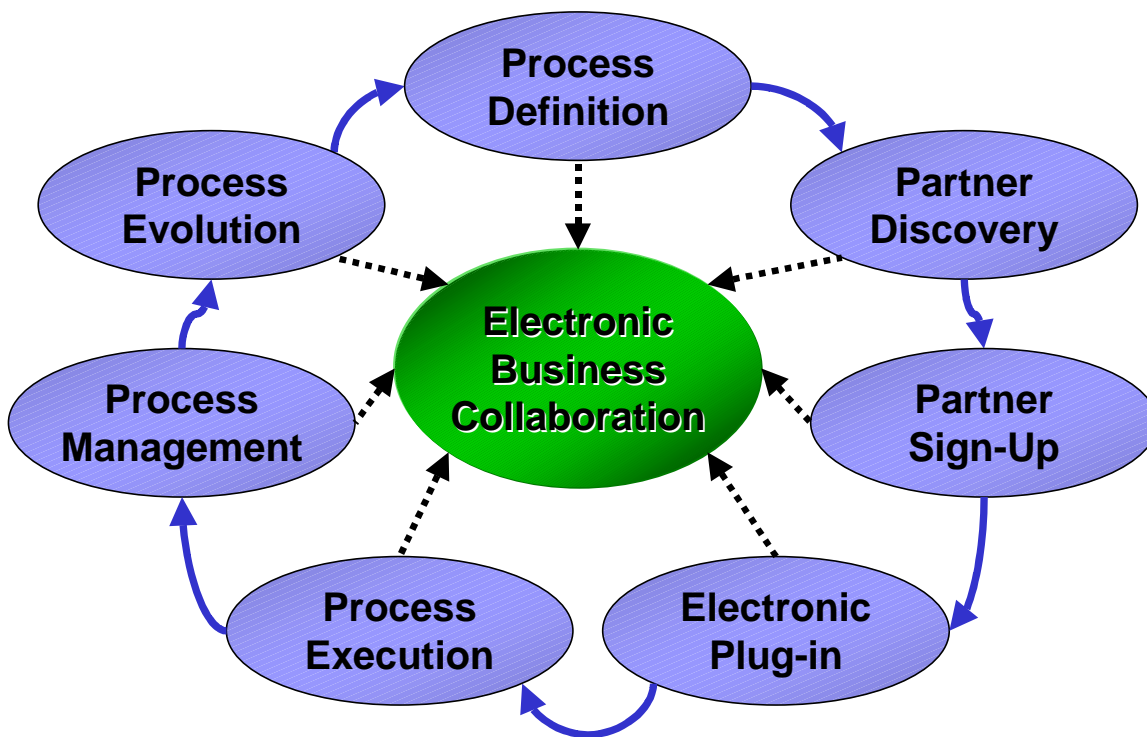 Process
Definition
Partner
Discovery
Partner
Sign-Up
Electronic
Plug-in
Process
Execution
Process
Management
Process
Evolution
Electronic
Business
Collaboration